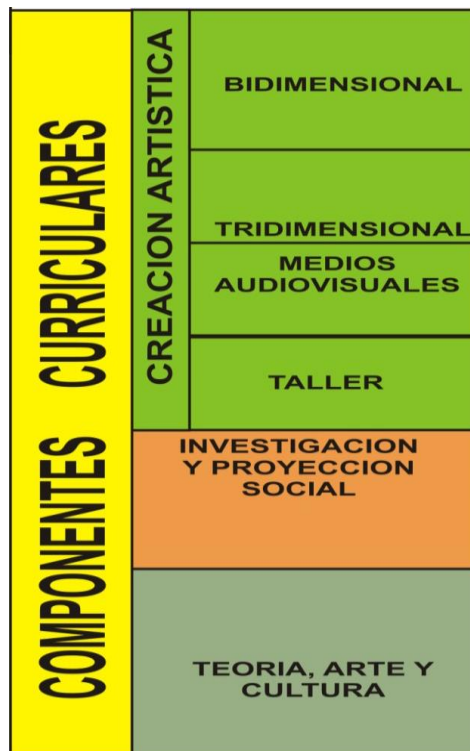 COMPONENTES CURRICULARES
CREACION ARTISTICA
BIDIMENSIONAL
TRIDIMENSIONAL
MEDIOS
AUDIOVISUALES
TALLER
INVESTIGACION
Y PROYECCION
SOCIAL
TEORIA, ARTE Y
CULTURA